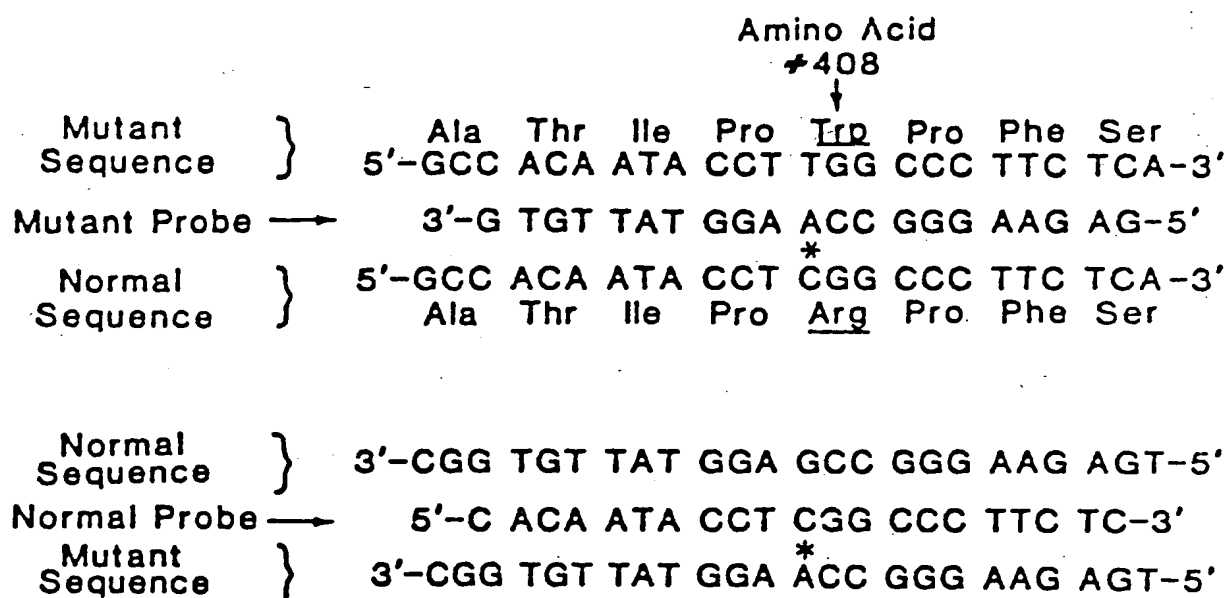 Amino Acid
#408
Mutant Sequence } Ala Thr Ile Pro Trp Pro Phe Ser
5'-GCC ACA ATA CCT TGG CCC TTC TCA-3'
Mutant Probe → 3'-G TGT TAT GGA ACC GGG AAG AG-5'
*
Normal Sequence } 5'-GCC ACA ATA CCT CGG CCC TTC TCA-3'
Ala Thr Ile Pro Arg Pro Phe Ser
Normal Sequence } 3'-CGG TGT TAT GGA GCC GGG AAG AGT-5'
Normal Probe → 5'-C ACA ATA CCT CGG CCC TTC TC-3'
*
Mutant Sequence } 3'-CGG TGT TAT GGA ACC GGG AAG AGT-5'